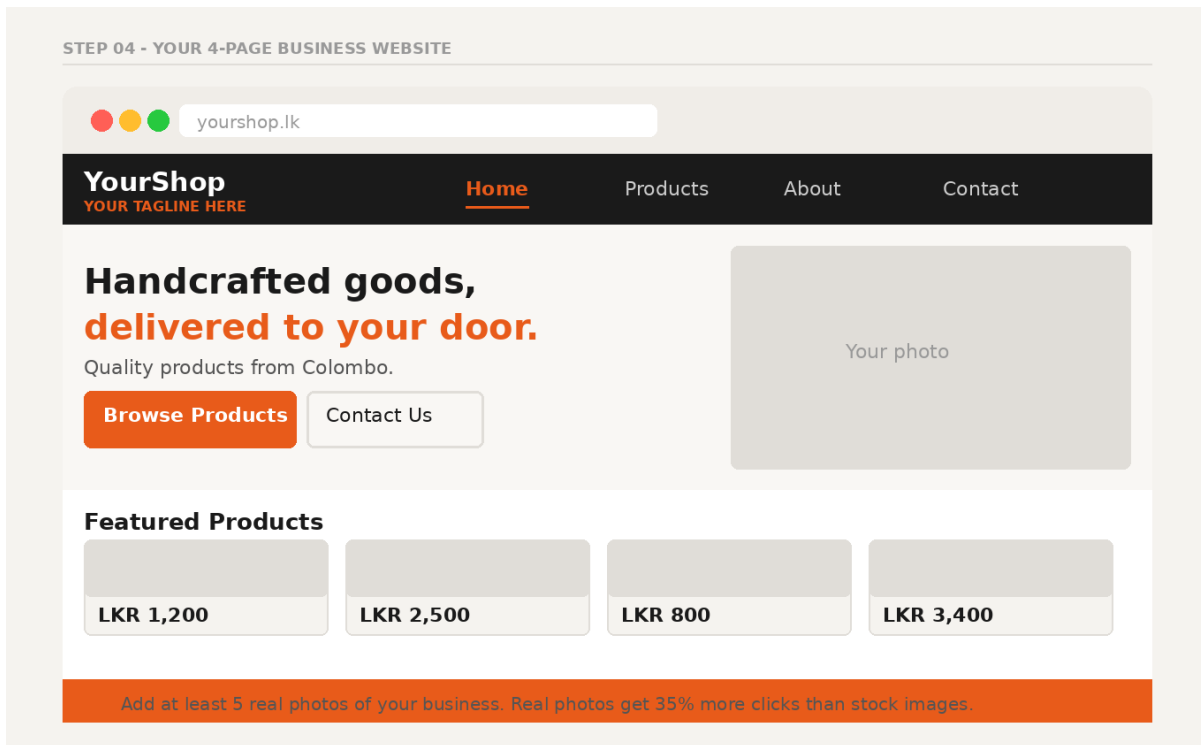 STEP 04 - YOUR 4-PAGE BUSINESS WEBSITE
yourshop.lk
YourShop
YOUR TAGLINE HERE
Home Products About Contact
Handcrafted goods,
delivered to your door.
Quality products from Colombo.
Browse Products Contact Us
Your photo
Featured Products
LKR 1,200 LKR 2,500 LKR 800 LKR 3,400
Add at least 5 real photos of your business. Real photos get 35% more clicks than stock images.